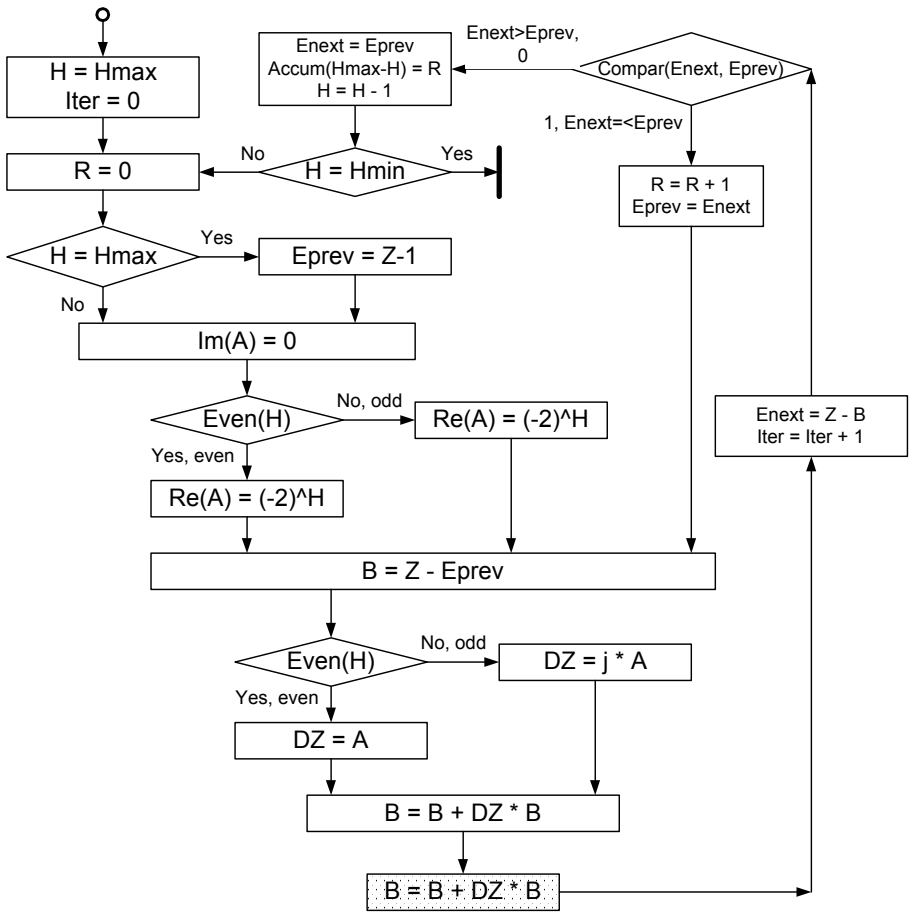 H = Hmax
Iter = 0
Enext = Eprev
Accum(Hmax-H) = R
H = H - 1
Enext>Eprev,
0
Compar(Enext, Eprev)
1, Enext=<Eprev
R = 0
No
H = Hmin
Yes
R = R + 1
Eprev = Enext
H = Hmax
Yes
Eprev = Z-1
No
Im(A) = 0
Even(H)
No, odd
Re(A) = (-2)^H
Yes, even
Re(A) = (-2)^H
Enext = Z - B
Iter = Iter + 1
B = Z - Eprev
Even(H)
No, odd
DZ = j * A
Yes, even
DZ = A
B = B + DZ * B
B = B + DZ * B